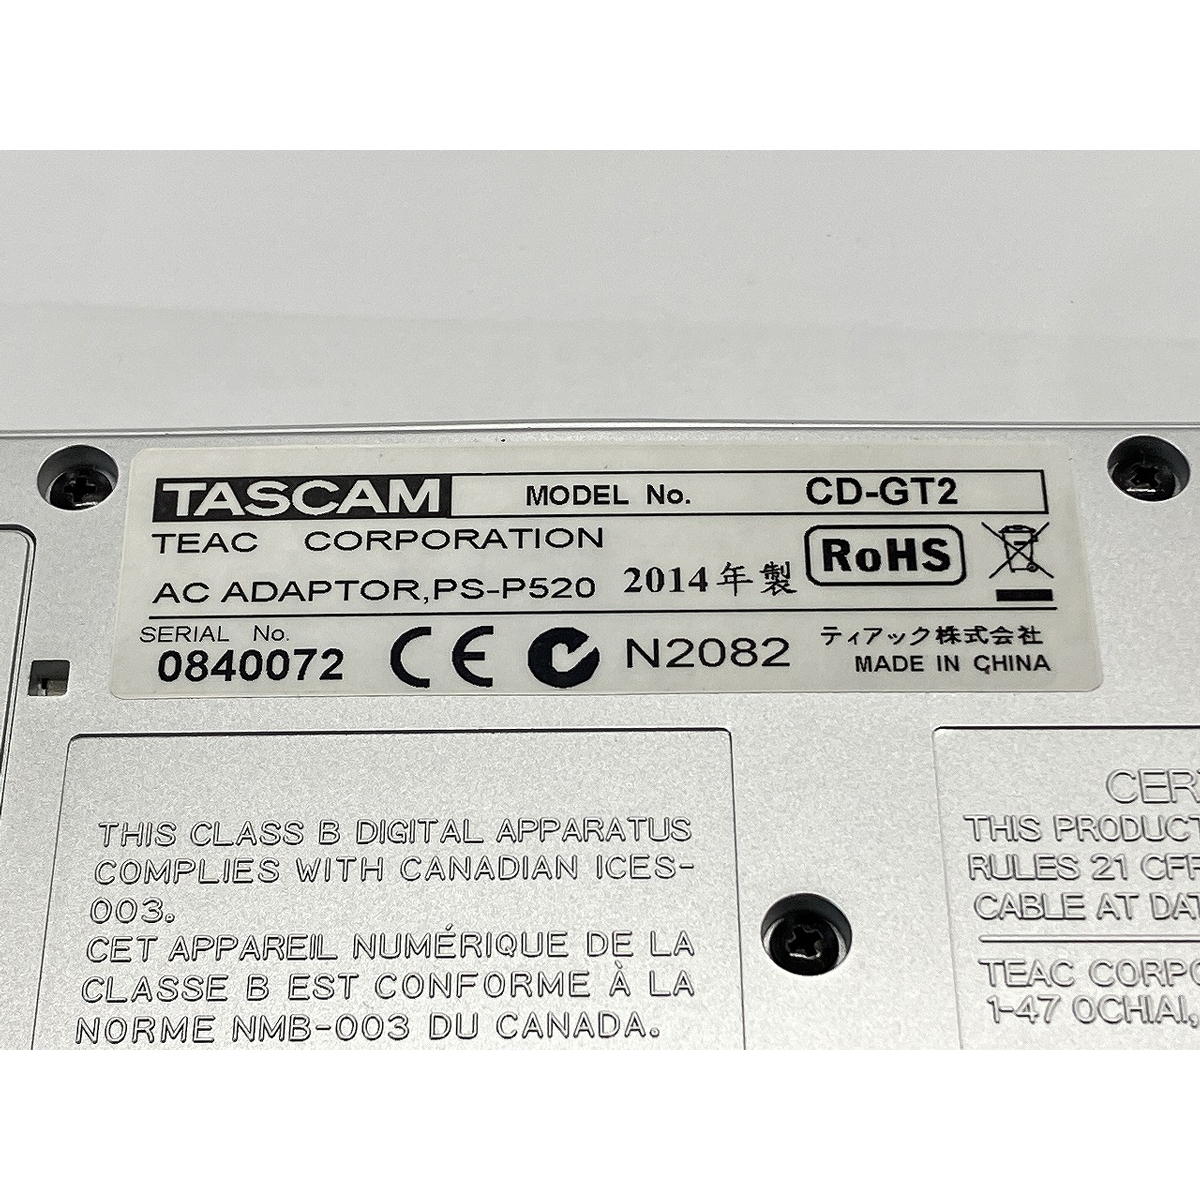 TASCAM MODEL No. CD-GT2
TEAC CORPORATION
RoHS
AC ADAPTOR,PS-P520 2014年製
SERIAL No.
0840072 CE N2082
ティアック株式会社
MADE IN CHINA
THIS CLASS B DIGITAL APPARATUS
COMPLIES WITH CANADIAN ICES-
003.
CET APPAREIL NUMÉRIQUE DE LA
CLASSE B EST CONFORME À LA
NORME NMB-003 DU CANADA.
CERT
THIS PRODUCT
RULES 21 CFR
CABLE AT DAT
TEAC CORPO
1-47 OCHIAI,